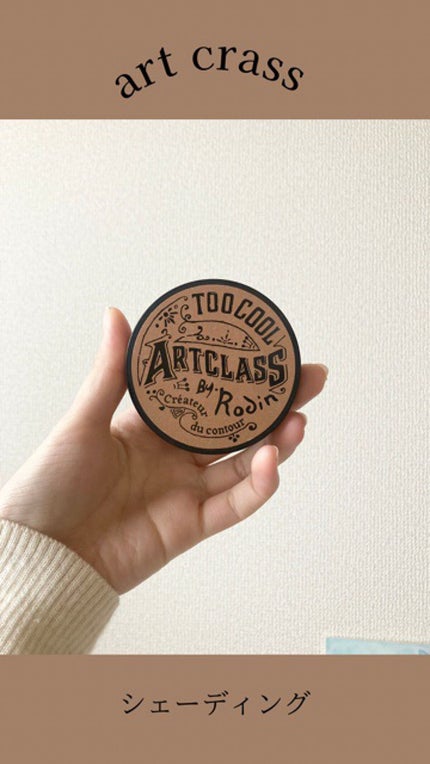 art crass
TOO COOL
ARTCLASS
By・Rodin
Créateur
du contour
シェーディング